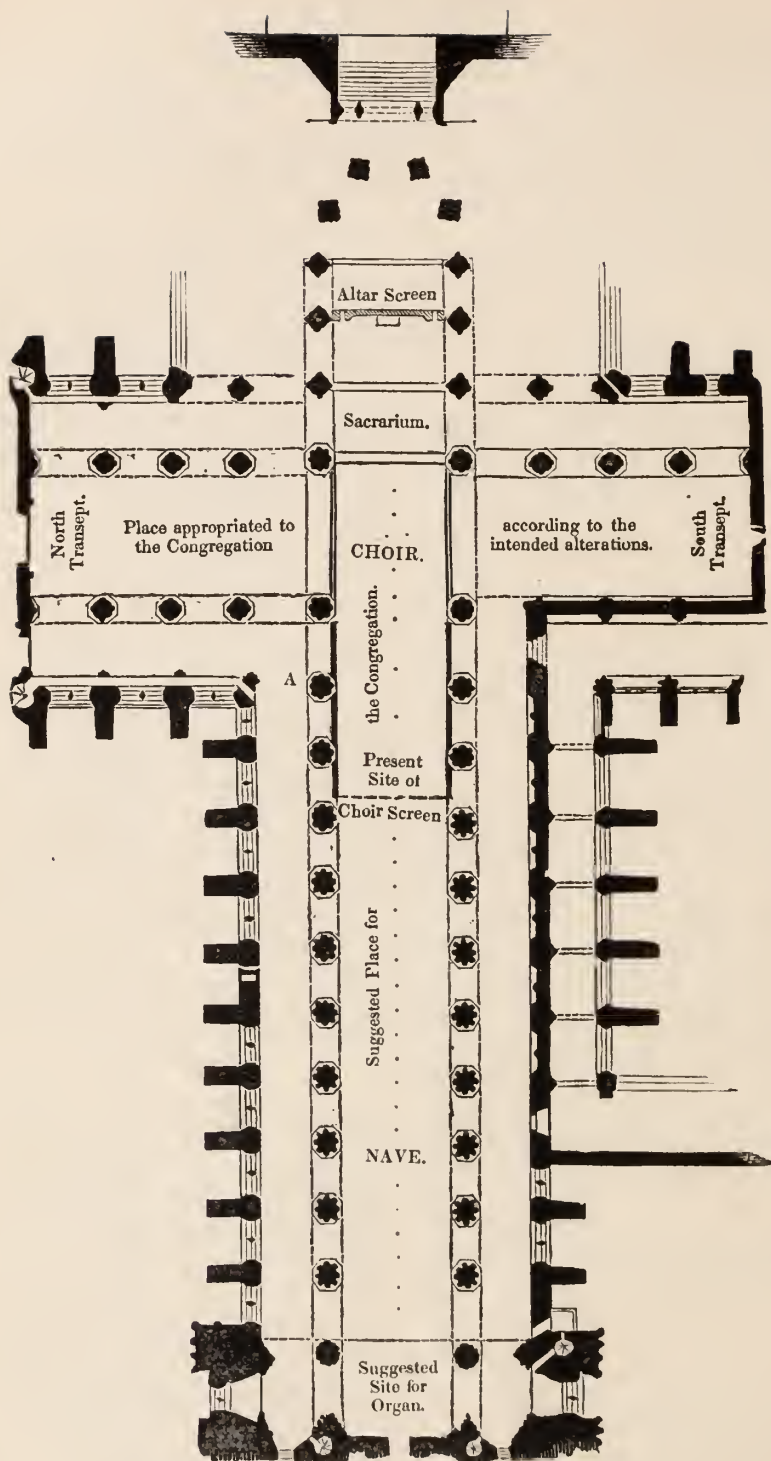 Altar Screen
Sacrarium.
North
Transept.
Place appropriated to
the Congregation
CHOIR.
according to the
intended alterations.
South
Transept.
the Congregation.
A
Present
Site of
Choir Screen
Suggested Place for
NAVE.
Suggested
Site for
Organ.